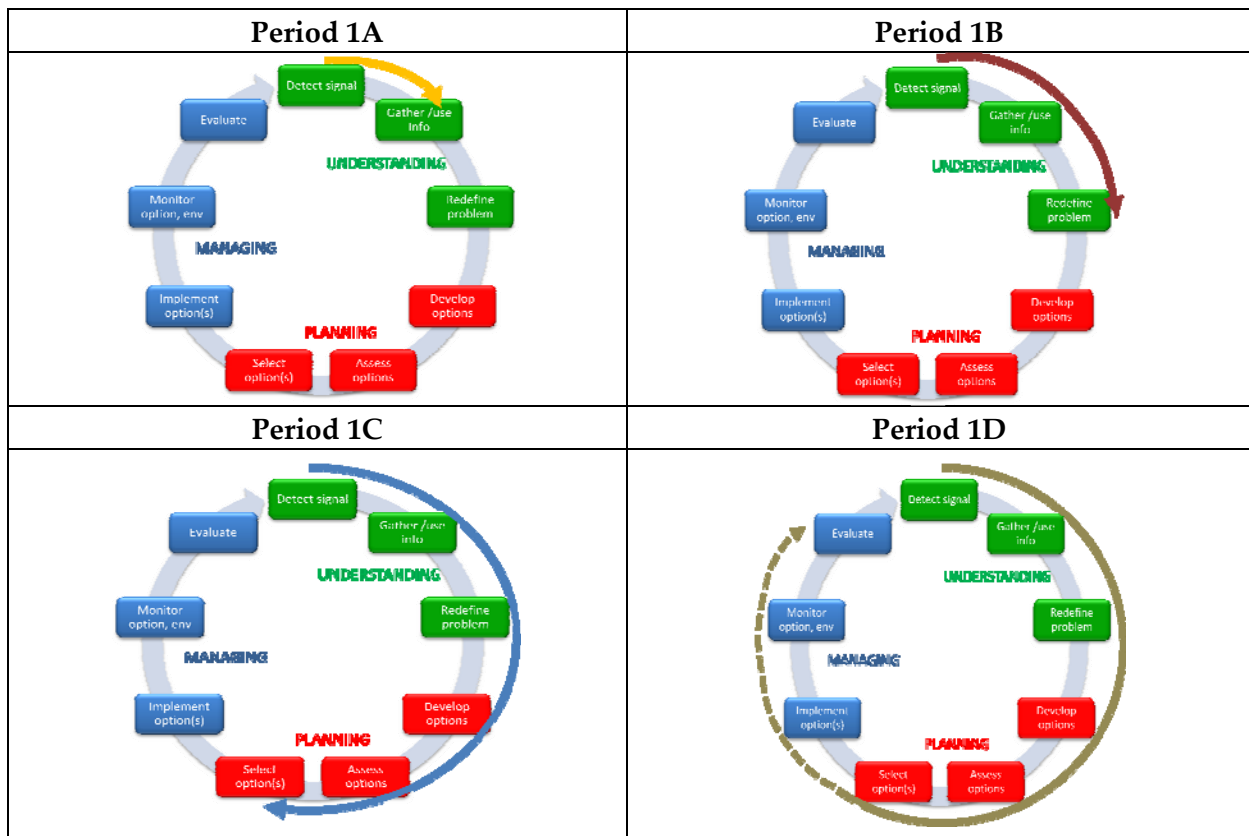 Period 1A
Period 1B
Detect signal
Gather /use
info
Redefine
problem
Develop
options
Assess
options
Select
option(s)
Implement
option(s)
Monitor
option, env
Evaluate
UNDERSTANDING
PLANNING
MANAGING
Detect signal
Gather /use
info
Redefine
problem
Develop
options
Assess
options
Select
option(s)
Implement
option(s)
Monitor
option, env
Evaluate
UNDERSTANDING
PLANNING
MANAGING
Period 1C
Period 1D
Detect signal
Gather /use
info
Redefine
problem
Develop
options
Assess
options
Select
option(s)
Implement
option(s)
Monitor
option, env
Evaluate
UNDERSTANDING
PLANNING
MANAGING
Detect signal
Gather /use
info
Redefine
problem
Develop
options
Assess
options
Select
option(s)
Implement
option(s)
Monitor
option, env
Evaluate
UNDERSTANDING
PLANNING
MANAGING